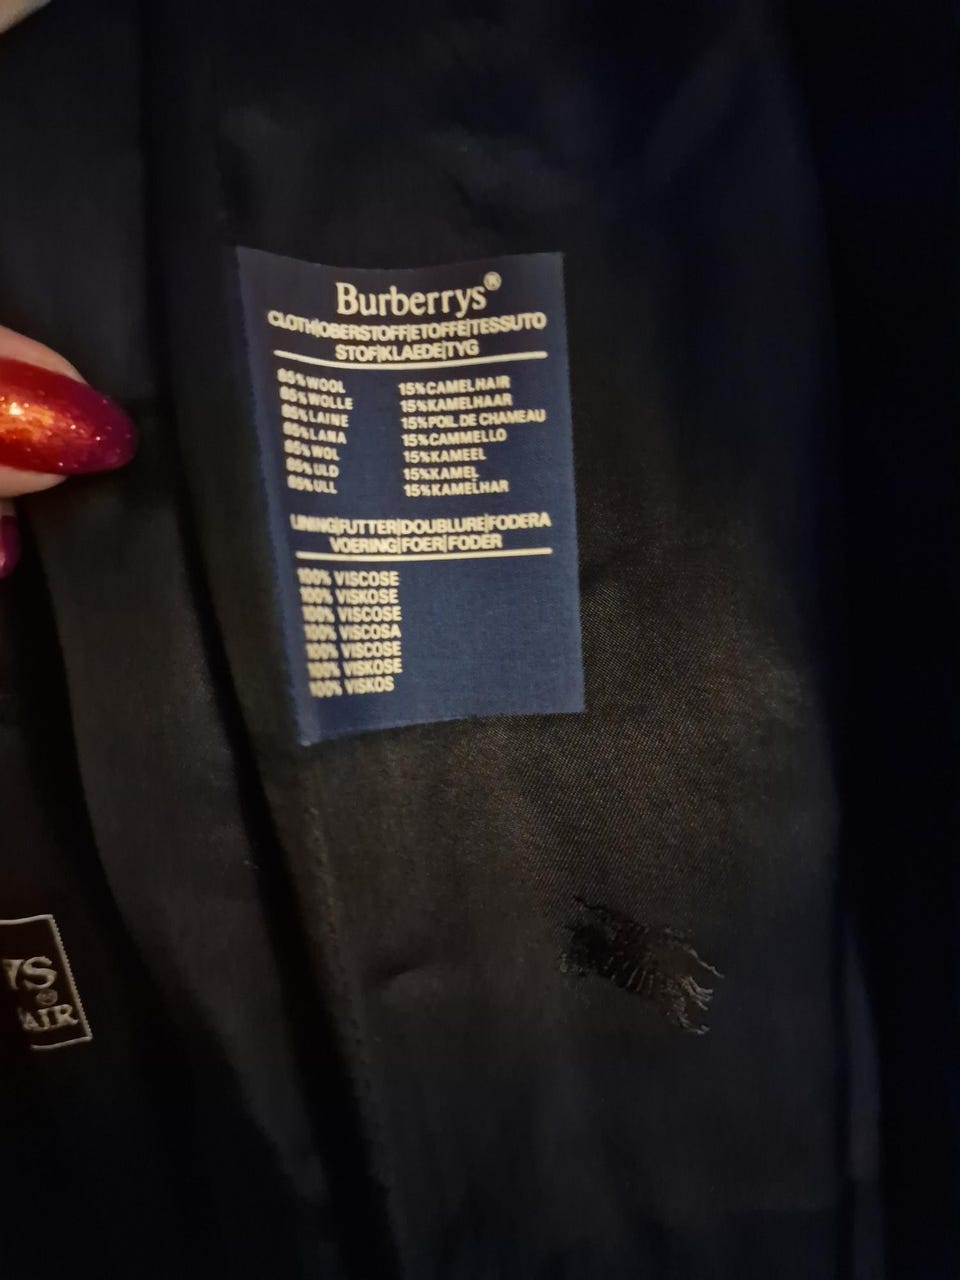 Burberrys®
CLOTH|OBERSTOFF|ETOFFE|TESSUTO
STOF|KLAEDE|TYG
85%WOOL 15%CAMELHAIR
85%WOLLE 15%KAMELHAAR
85%LAINE 15%POIL DE CHAMEAU
85%LANA 15%CAMMELLO
85%WOL 15%KAMEEL
85%ULD 15%KAMEL
85%ULL 15%KAMELHAR
LINING|FUTTER|DOUBLURE|FODERA
VOERING|FOER|FODER
100% VISCOSE
100% VISKOSE
100% VISCOSE
100% VISCOSA
100% VISCOSE
100% VISKOSE
100% VISKOS
YS
®
AIR